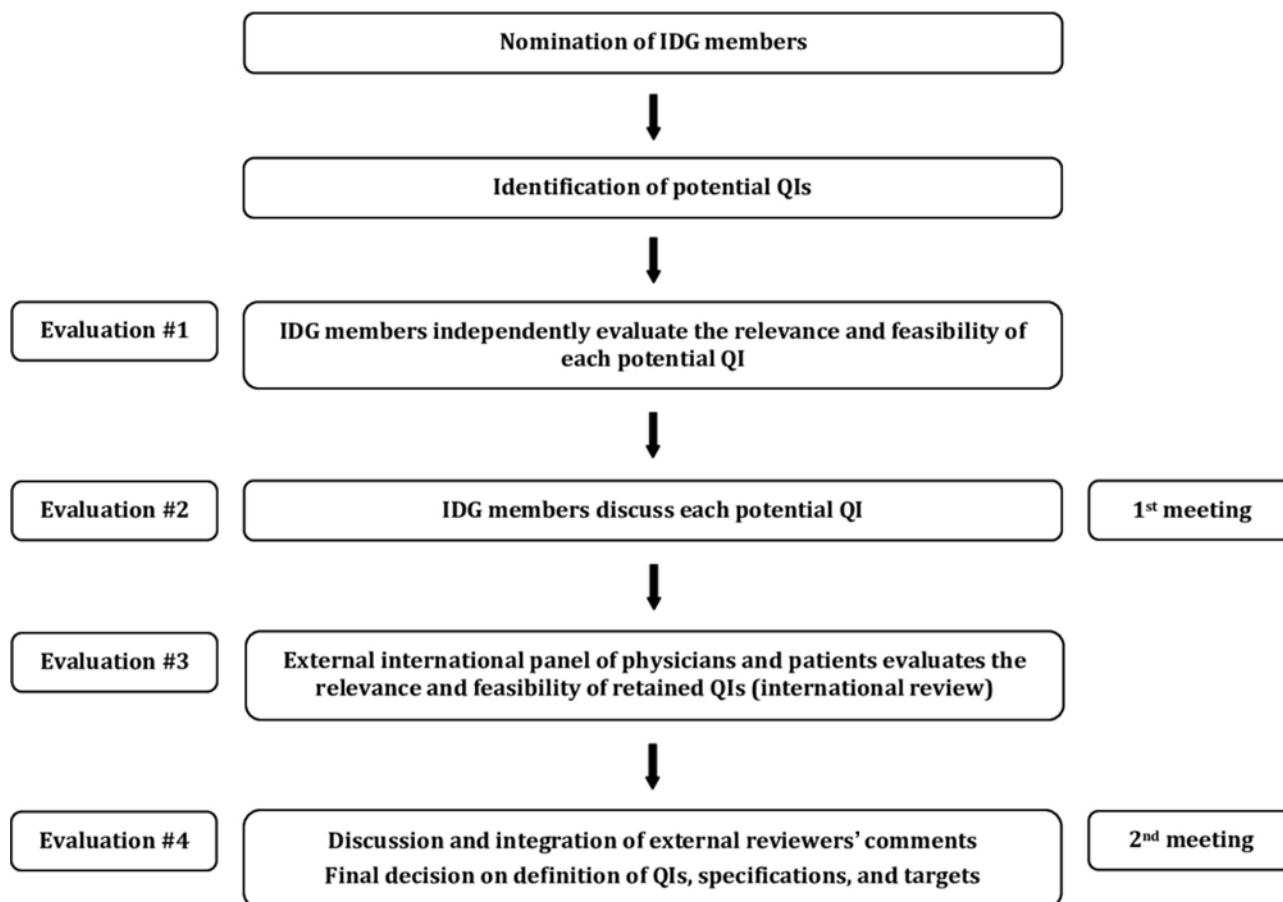 Nomination of IDG members
Identification of potential QIs
Evaluation #1
IDG members independently evaluate the relevance and feasibility of
each potential QI
Evaluation #2
IDG members discuss each potential QI
1st meeting
Evaluation #3
External international panel of physicians and patients evaluates the
relevance and feasibility of retained QIs (international review)
Evaluation #4
Discussion and integration of external reviewers’ comments
Final decision on definition of QIs, specifications, and targets
2nd meeting